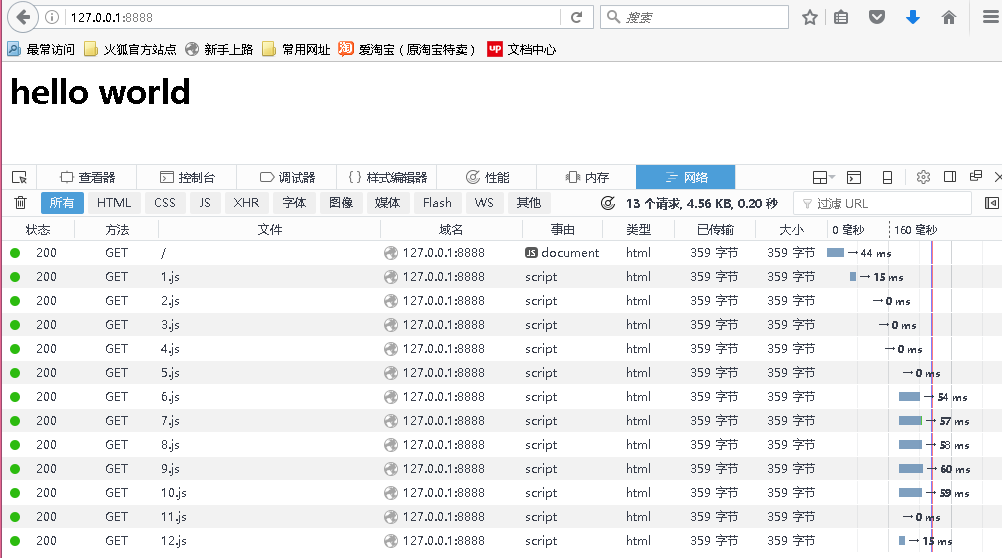 127.0.0.1:8888 搜索
最常访问 火狐官方站点 新手上路 常用网址 淘 爱淘宝（原淘宝特卖） up 文档中心
hello world
查看器 控制台 调试器 {} 样式编辑器 性能 内存 网络
所有 HTML CSS JS XHR 字体 图像 媒体 Flash WS 其他 13 个请求, 4.56 KB, 0.20 秒 过滤 URL
状态 方法 文件 域名 事由 类型 已传输 大小 0 毫秒 160 毫秒
200 GET / 127.0.0.1:8888 JS document html 359 字节 359 字节 → 44 ms
200 GET 1.js 127.0.0.1:8888 script html 359 字节 359 字节 → 15 ms
200 GET 2.js 127.0.0.1:8888 script html 359 字节 359 字节 → 0 ms
200 GET 3.js 127.0.0.1:8888 script html 359 字节 359 字节 → 0 ms
200 GET 4.js 127.0.0.1:8888 script html 359 字节 359 字节 → 0 ms
200 GET 5.js 127.0.0.1:8888 script html 359 字节 359 字节 → 0 ms
200 GET 6.js 127.0.0.1:8888 script html 359 字节 359 字节 → 54 ms
200 GET 7.js 127.0.0.1:8888 script html 359 字节 359 字节 → 57 ms
200 GET 8.js 127.0.0.1:8888 script html 359 字节 359 字节 → 53 ms
200 GET 9.js 127.0.0.1:8888 script html 359 字节 359 字节 → 60 ms
200 GET 10.js 127.0.0.1:8888 script html 359 字节 359 字节 → 59 ms
200 GET 11.js 127.0.0.1:8888 script html 359 字节 359 字节 → 0 ms
200 GET 12.js 127.0.0.1:8888 script html 359 字节 359 字节 → 15 ms